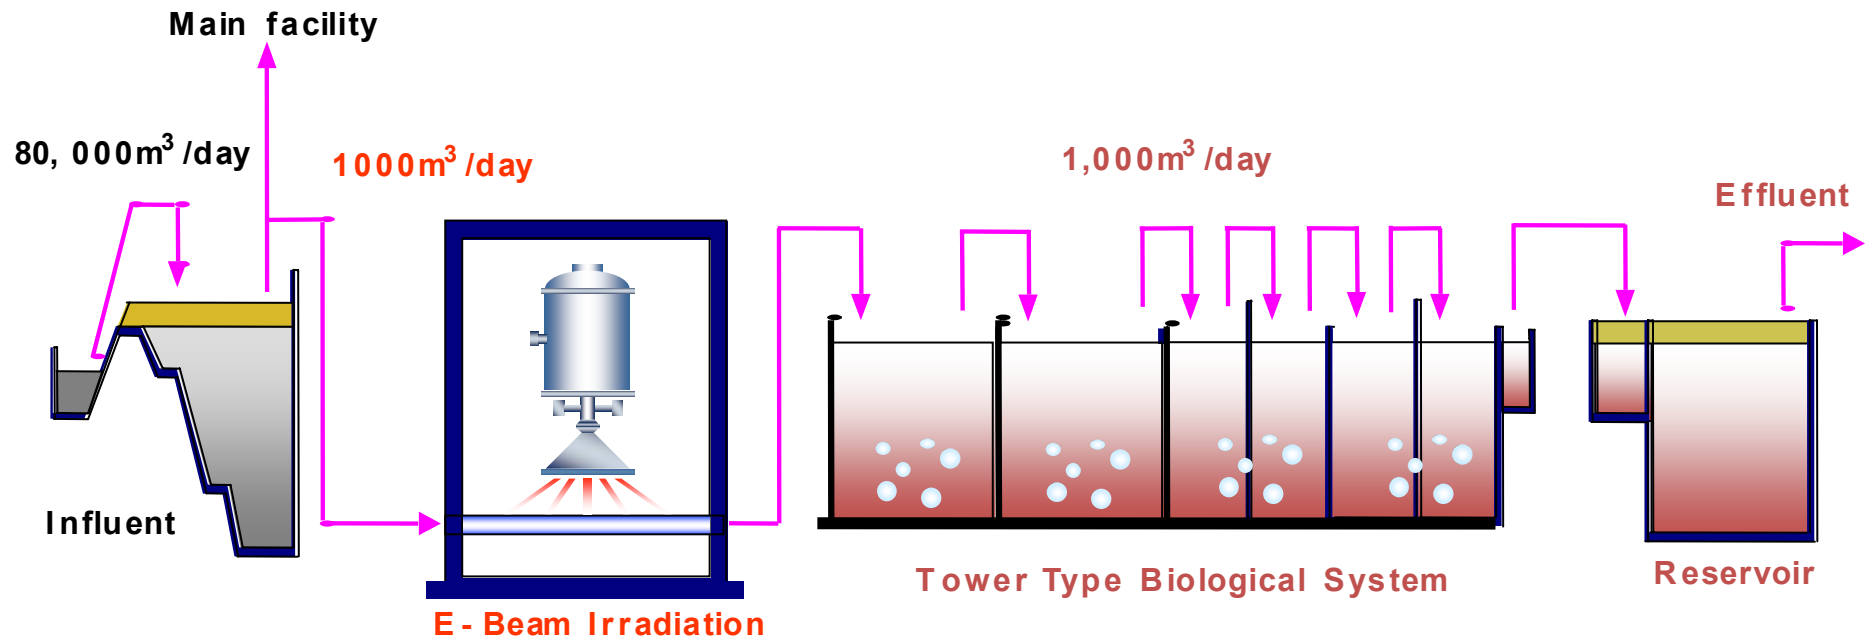 Main facility
80, 000m³ /day
1000m³ /day
1,000m³ /day
Effluent
Influent
E - Beam Irradiation
Tower Type Biological System
Reservoir